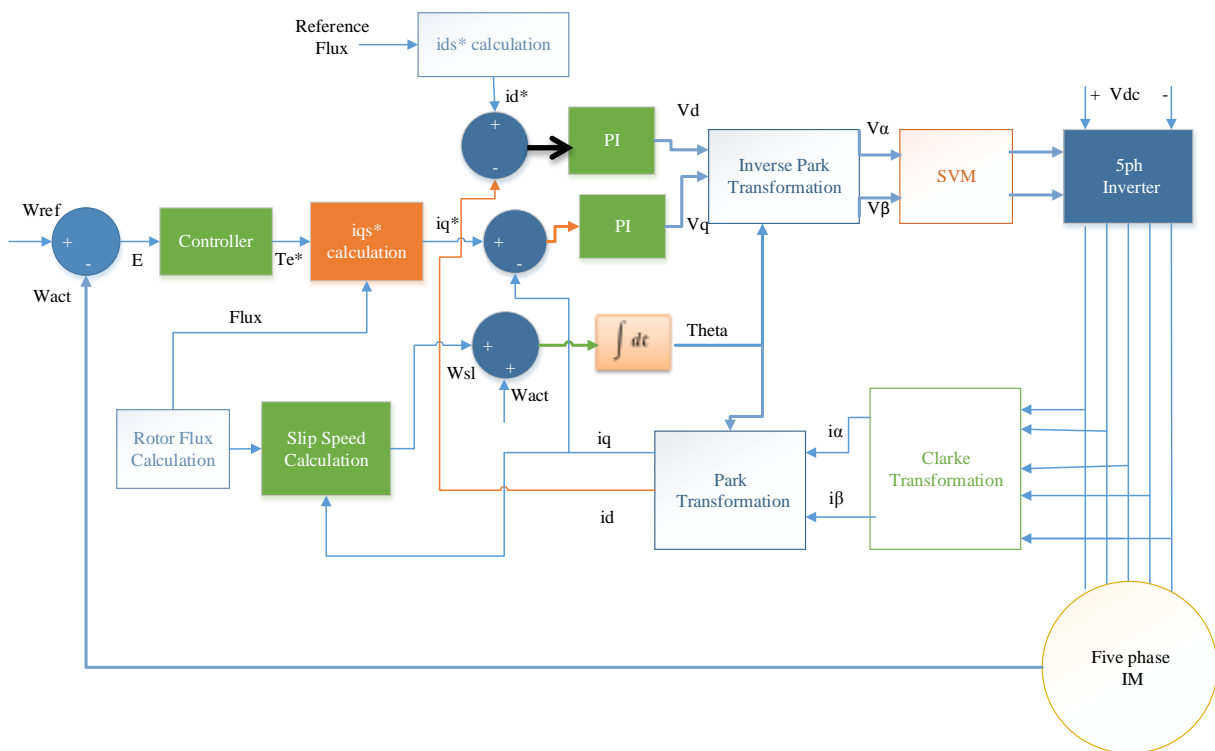 Reference
Flux
ids* calculation
id*
+
-
PI
Vd
Inverse Park
Transformation
Vα
Vβ
SVM
+ Vdc -
5ph
Inverter
Wref
+
-
Wact
E
Controller
Te*
iqs*
calculation
iq*
+
-
PI
Vq
Flux
Wsl
+
+
Wact
∫ dt
Theta
Rotor Flux
Calculation
Slip Speed
Calculation
iq
id
Park
Transformation
iα
iβ
Clarke
Transformation
Five phase
IM